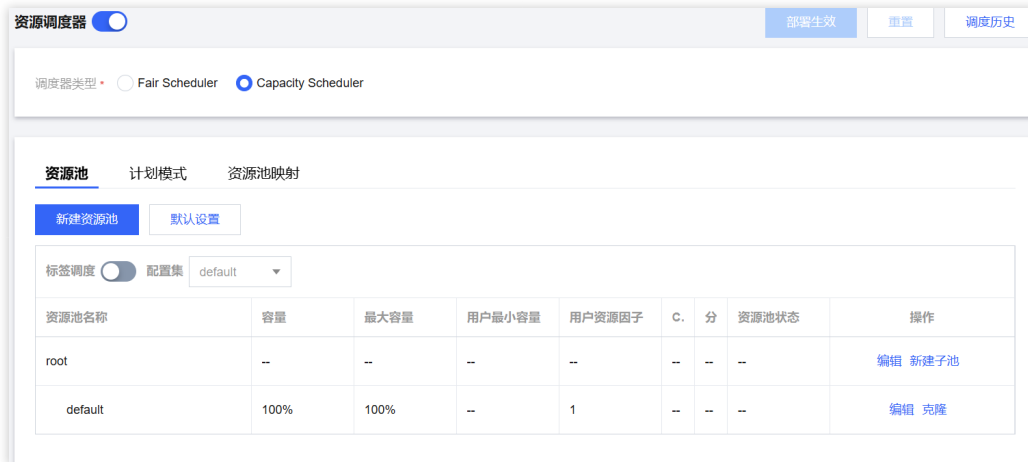 资源调度器 部署生效 重置 调度历史
调度器类型 • Fair Scheduler Capacity Scheduler
资源池 计划模式 资源池映射
新建资源池 默认设置
标签调度 配置集 default
资源池名称 容量 最大容量 用户最小容量 用户资源因子 C. 分 资源池状态 操作
root -- -- -- -- -- -- -- 编辑 新建子池
default 100% 100% -- 1 -- -- -- 编辑 克隆